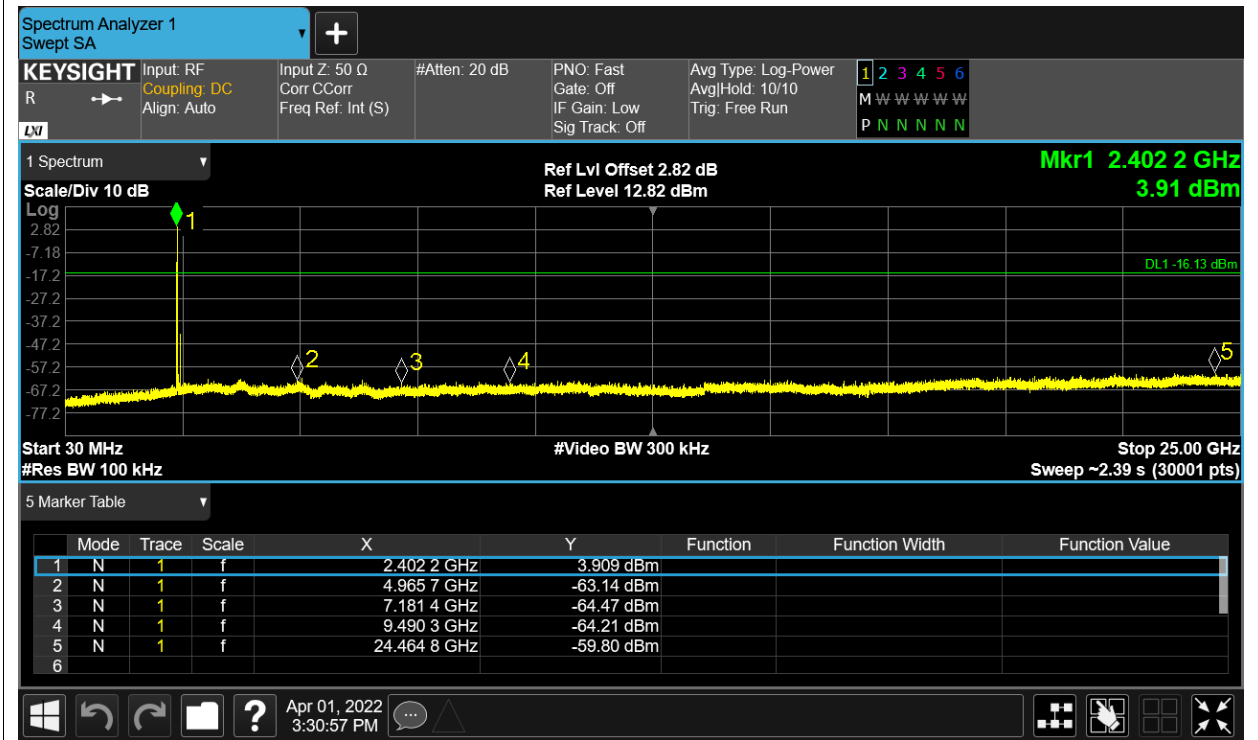 Spectrum Analyzer 1
Swept SA
KEYSIGHT
R
LXI
Input: RF
Coupling: DC
Align: Auto
Input Z: 50 Ω
Corr CCorr
Freq Ref: Int (S)
#Atten: 20 dB
PNO: Fast
Gate: Off
IF Gain: Low
Sig Track: Off
Avg Type: Log-Power
Avg|Hold: 10/10
Trig: Free Run
1 2 3 4 5 6
M W W W W W
P N N N N N
1 Spectrum
Scale/Div 10 dB
Ref Lvl Offset 2.82 dB
Ref Level 12.82 dBm
Mkr1 2.402 2 GHz
3.91 dBm
Log
2.82
-7.18
-17.2
-27.2
-37.2
-47.2
-57.2
-67.2
-77.2
1
2
3
4
5
DL1 -16.13 dBm
Start 30 MHz
#Video BW 300 kHz
Stop 25.00 GHz
#Res BW 100 kHz
Sweep ~2.39 s (30001 pts)
5 Marker Table
Mode Trace Scale X Y Function Function Width Function Value
1 N 1 f 2.402 2 GHz 3.909 dBm
2 N 1 f 4.965 7 GHz -63.14 dBm
3 N 1 f 7.181 4 GHz -64.47 dBm
4 N 1 f 9.490 3 GHz -64.21 dBm
5 N 1 f 24.464 8 GHz -59.80 dBm
6
?
Apr 01, 2022
3:30:57 PM